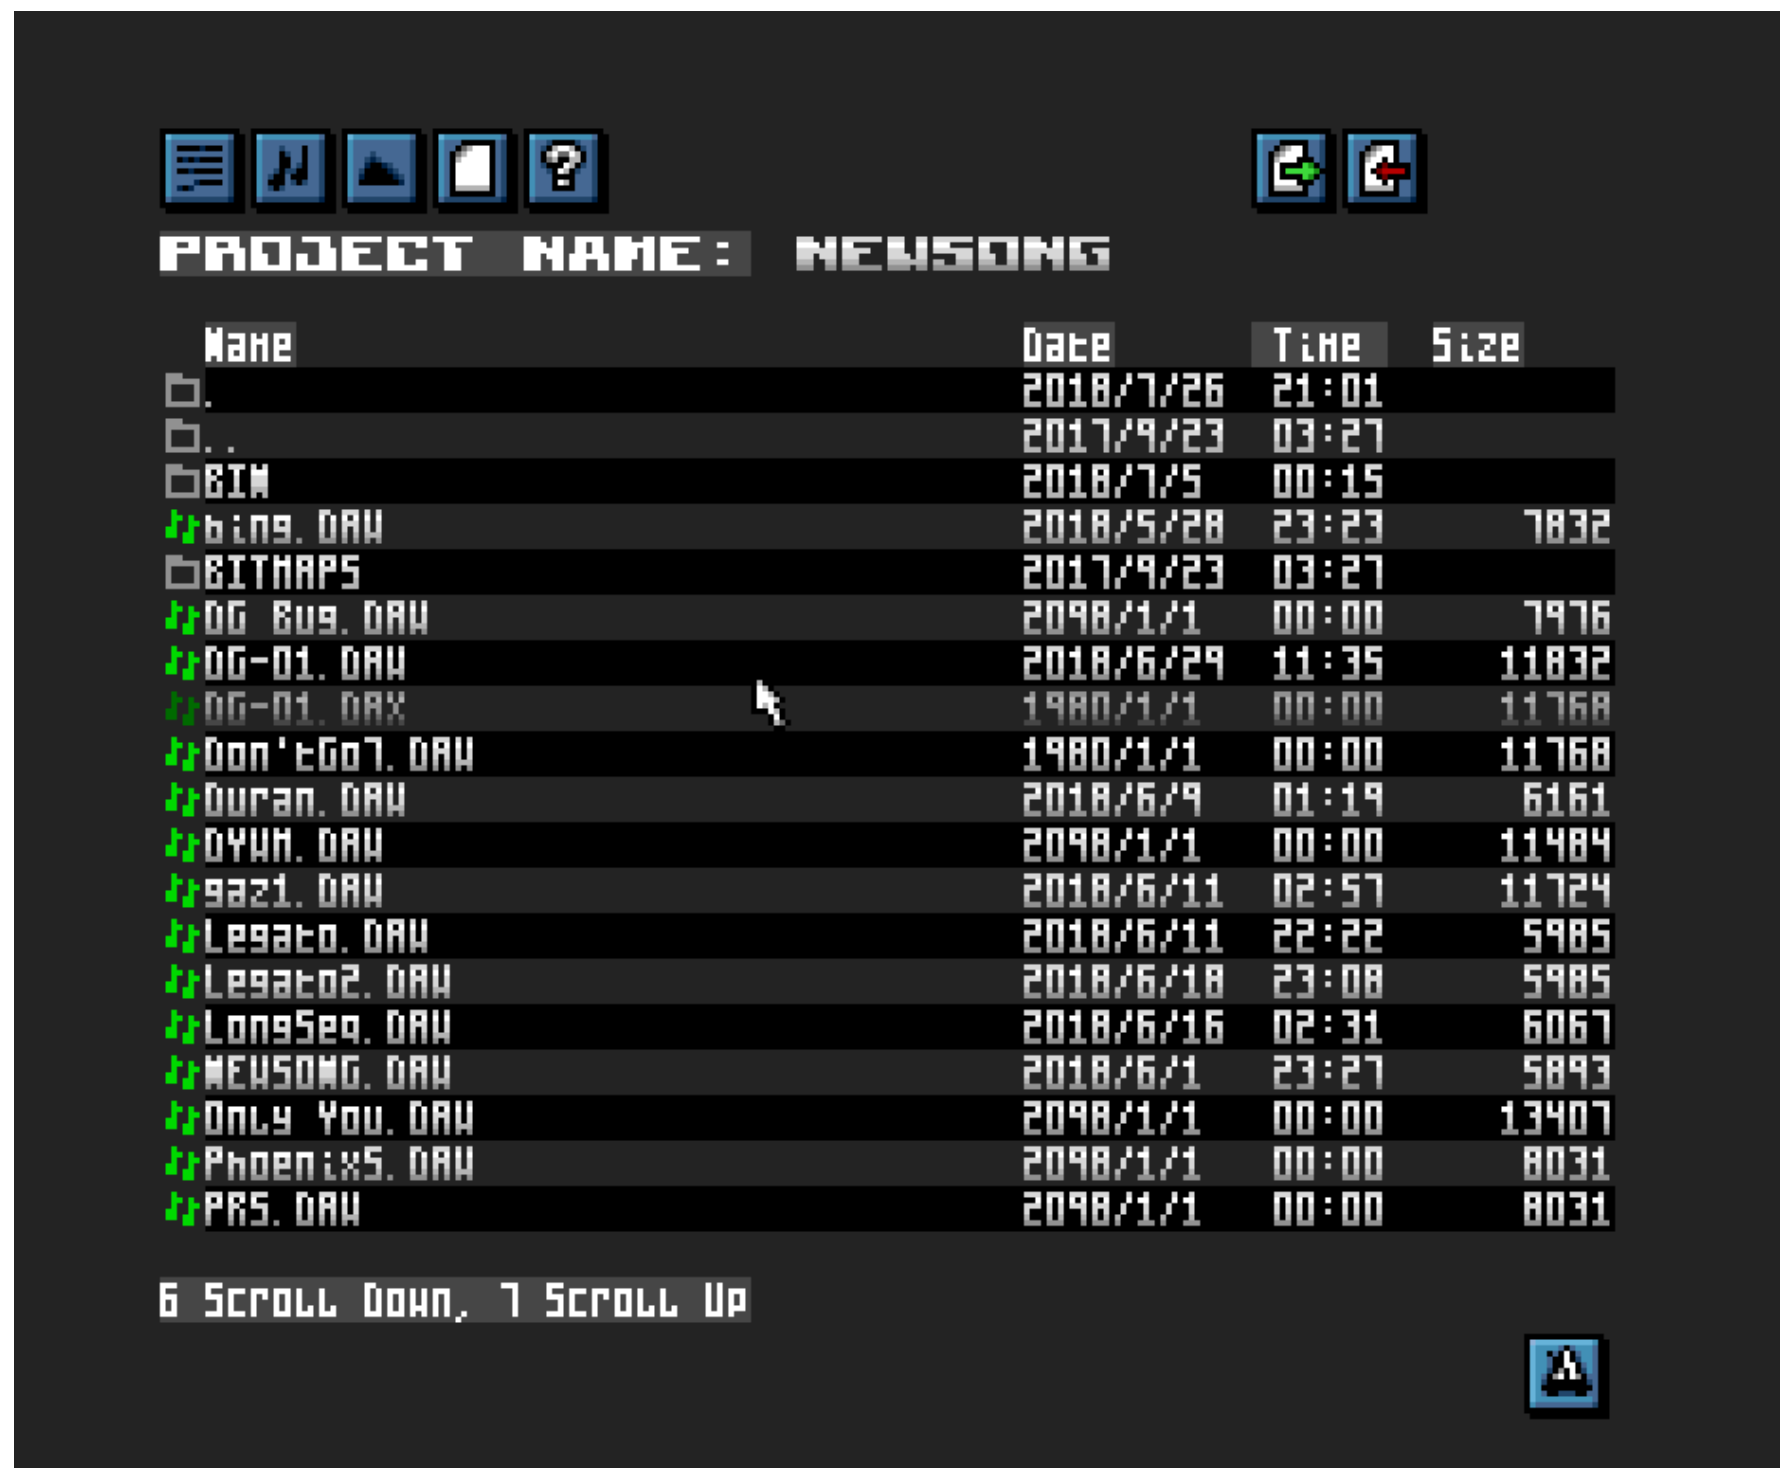 PROJECT NAME: NEWSONG
Name Date Time Size
. 2018/7/26 21:01
.. 2017/9/23 03:27
BIN 2018/7/5 00:15
bing.DAW 2018/5/28 23:23 7832
BITMAPS 2017/9/23 03:27
DG Bug.DAW 2098/1/1 00:00 7976
DG-01.DAW 2018/6/29 11:35 11832
DG-01.DAX 1980/1/1 00:00 11768
Don'tGo7.DAW 1980/1/1 00:00 11768
Duran.DAW 2018/6/9 01:19 6161
DYWM.DAW 2098/1/1 00:00 11484
gaz1.DAW 2018/6/11 02:57 11724
Legato.DAW 2018/6/11 22:22 5985
Legato2.DAW 2018/6/18 23:08 5985
LongSeq.DAW 2018/6/16 02:31 6067
NEWSONG.DAW 2018/6/1 23:27 5893
Only You.DAW 2098/1/1 00:00 13407
Phoenix5.DAW 2098/1/1 00:00 8031
PRS.DAW 2098/1/1 00:00 8031
6 Scroll Down, 7 Scroll Up